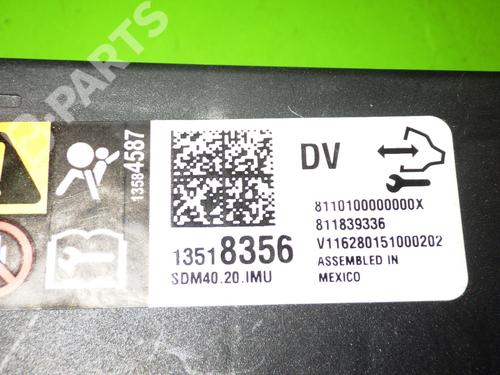 B-PARTS
13584587
DV
8110100000000X
811839336
V116280151000202
ASSEMBLED IN
MEXICO
13518356
SDM40.20.IMU